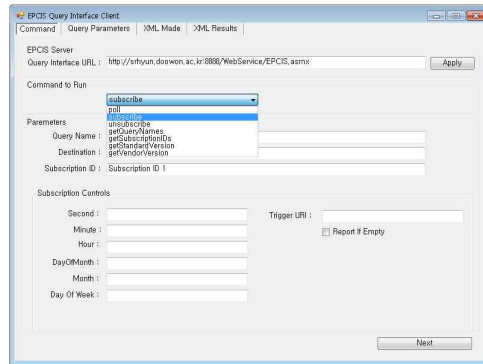 EPCIS Query Interface Client
Command Query Parameters XML Made XML Results
EPCIS Server
Query Interface URL : http://srhyun,doowon,ac,kr:8888/WebService/EPCIS,asmx Apply
Command to Run
subscribe
poll
subscribe
unsubscribe
getQueryNames
getSubscriptionIDs
getStandardVersion
getVendorVersion
Peremeters
Query Name :
Destination :
Subscription ID : Subscription ID 1
Subscription Controls
Second : Trigger URI :
Minute : Report If Empty
Hour :
DayOfMonth :
Month :
Day Of Week :
Next